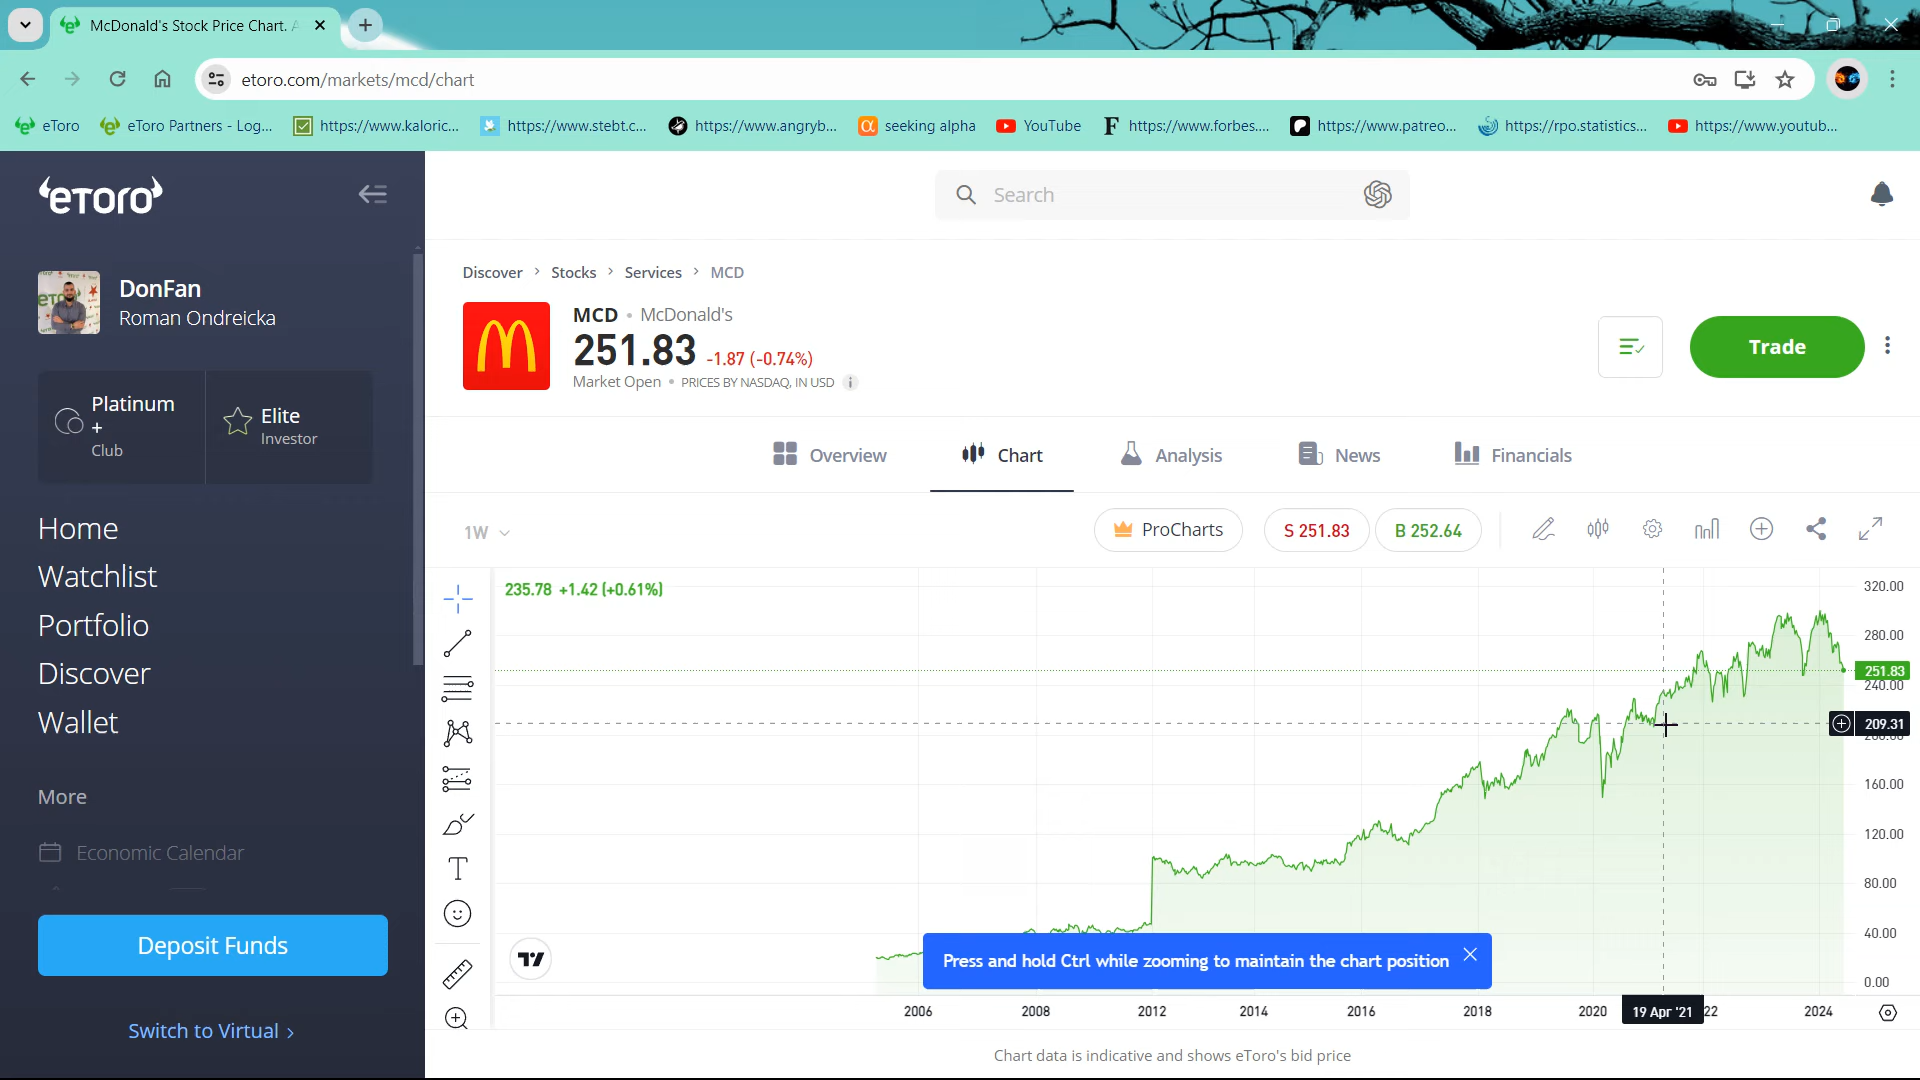 McDonald's Stock Price Chart. A
etoro.com/markets/mcd/chart
eToro
eToro Partners - Log...
https://www.kaloric...
https://www.stebt.c...
https://www.angryb...
seeking alpha
YouTube
https://www.forbes....
https://www.patreo...
https://rpo.statistics...
https://www.youtub...
eToro
Search
Discover > Stocks > Services > MCD
DonFan
Roman Ondreicka
MCD • McDonald's
251.83 -1.87 (-0.74%)
Market Open • PRICES BY NASDAQ, IN USD
Trade
Platinum
+
Club
Elite
Investor
Overview
Chart
Analysis
News
Financials
Home
Watchlist
Portfolio
Discover
Wallet
More
Economic Calendar
Deposit Funds
Switch to Virtual >
1W
ProCharts
S 251.83
B 252.64
235.78 +1.42 (+0.61%)
320.00
280.00
251.83
240.00
209.31
160.00
120.00
80.00
40.00
0.00
Press and hold Ctrl while zooming to maintain the chart position
2006
2008
2012
2014
2016
2018
2020
19 Apr '21
22
2024
Chart data is indicative and shows eToro's bid price